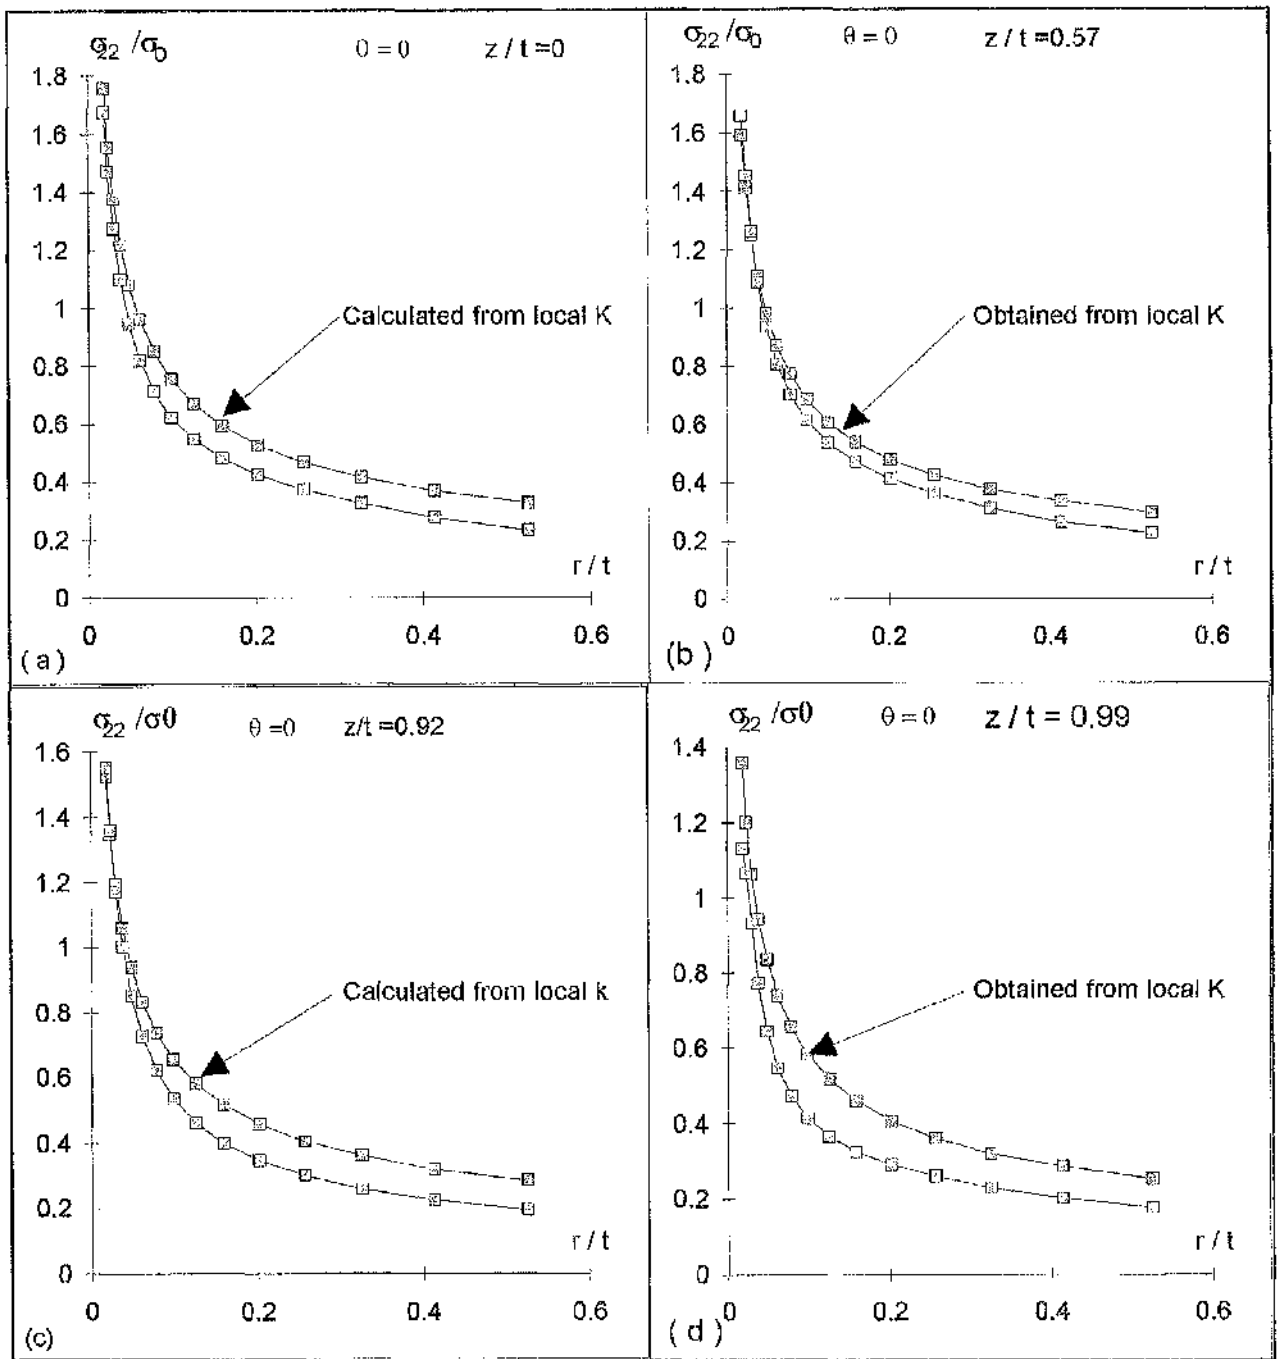 σ22 /σ0 θ = 0 z / t =0
1.8
1.6
1.4
1.2
1
0.8
0.6
0.4
0.2
0
Calculated from local K
r / t
0 0.2 0.4 0.6
(a)
σ22 /σ0 θ = 0 z / t =0.57
1.8
1.6
1.4
1.2
1
0.8
0.6
0.4
0.2
0
Obtained from local K
r / t
0 0.2 0.4 0.6
(b)
σ22 /σ0 θ =0 z/t =0.92
1.6
1.4
1.2
1
0.8
0.6
0.4
0.2
0
Calculated from local k
r / t
0 0.2 0.4 0.6
(c)
σ22 /σ0 θ = 0 z / t = 0.99
1.4
1.2
1
0.8
0.6
0.4
0.2
0
Obtained from local K
r / t
0 0.2 0.4 0.6
(d)